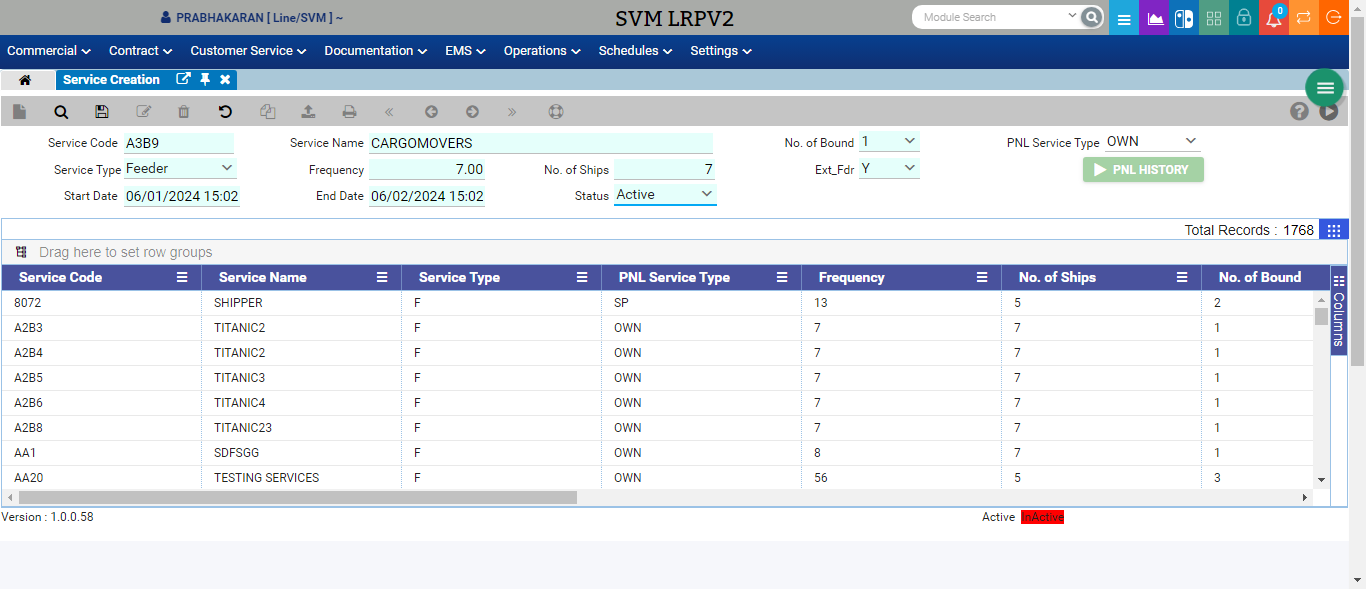 PRABHAKARAN [ Line/SVM ] ~ SVM LRPV2 Module Search 0
Commercial Contract Customer Service Documentation EMS Operations Schedules Settings
Service Creation
Service Code A3B9 Service Name CARGOMOVERS No. of Bound 1 PNL Service Type OWN
Service Type Feeder Frequency 7.00 No. of Ships 7 Ext_Fdr Y PNL HISTORY
Start Date 06/01/2024 15:02 End Date 06/02/2024 15:02 Status Active
Total Records : 1768
Drag here to set row groups
Service Code Service Name Service Type PNL Service Type Frequency No. of Ships No. of Bound
Columns
8072 SHIPPER F SP 13 5 2
A2B3 TITANIC2 F OWN 7 7 1
A2B4 TITANIC2 F OWN 7 7 1
A2B5 TITANIC3 F OWN 7 7 1
A2B6 TITANIC4 F OWN 7 7 1
A2B8 TITANIC23 F OWN 7 7 1
AA1 SDFSGG F OWN 8 7 1
AA20 TESTING SERVICES F OWN 56 5 3
Version : 1.0.0.58 Active InActive